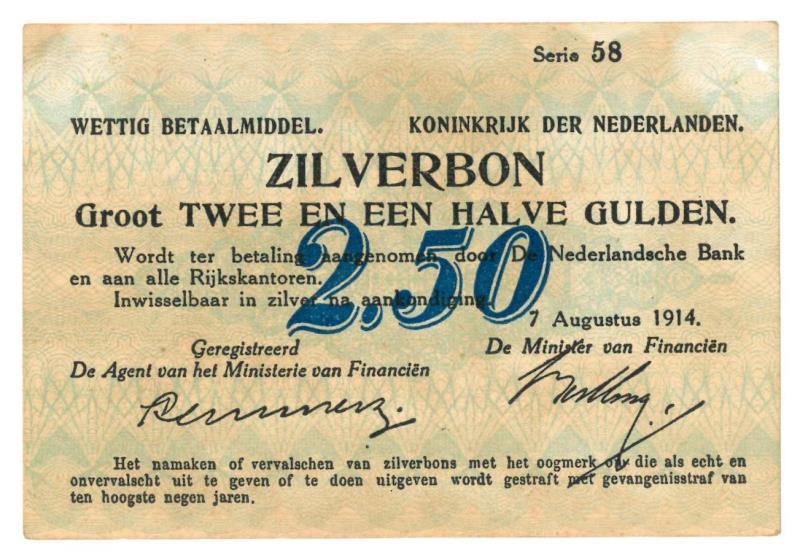 Serie 58
WETTIG BETAALMIDDEL. KONINKRIJK DER NEDERLANDEN.
ZILVERBON
Groot TWEE EN EEN HALVE GULDEN.
2.50
Wordt ter betaling aangenomen door De Nederlandsche Bank
en aan alle Rijkskantoren.
Inwisselbaar in zilver na aankondiging.
7 Augustus 1914.
Geregistreerd
De Agent van het Ministerie van Financiën
De Minister van Financiën
Het namaken of vervalschen van zilverbons met het oogmerk om die als echt en
onvervalscht uit te geven of te doen uitgeven wordt gestraft met gevangenisstraf van
ten hoogste negen jaren.